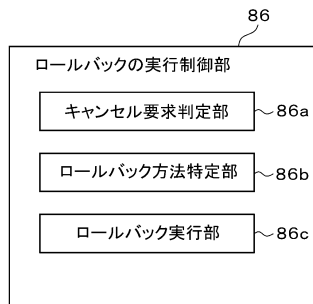 86
ロールバックの実行制御部
キャンセル要求判定部
86a
ロールバック方法特定部
86b
ロールバック実行部
86c